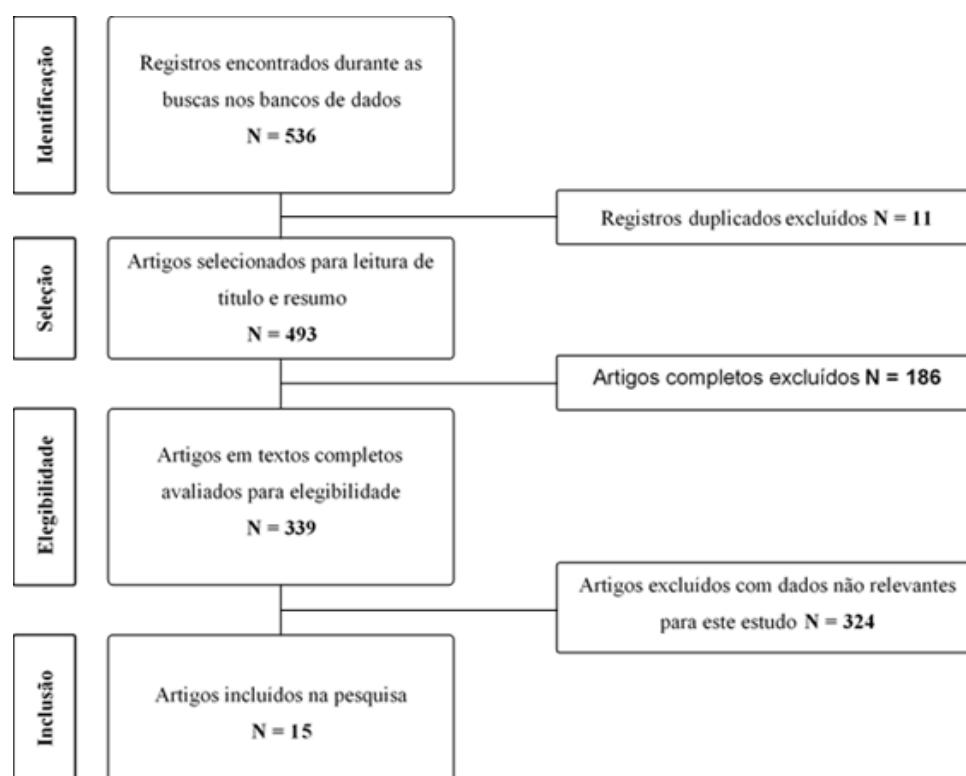 Identificação
Registros encontrados durante as
buscas nos bancos de dados
N = 536
Registros duplicados excluídos N = 11
Seleção
Artigos selecionados para leitura de
titulo e resumo
N = 493
Artigos completos excluídos N = 186
Elegibilidade
Artigos em textos completos
avaliados para elegibilidade
N = 339
Artigos excluidos com dados não relevantes
para este estudo N = 324
Inclusão
Artigos incluídos na pesquisa
N = 15